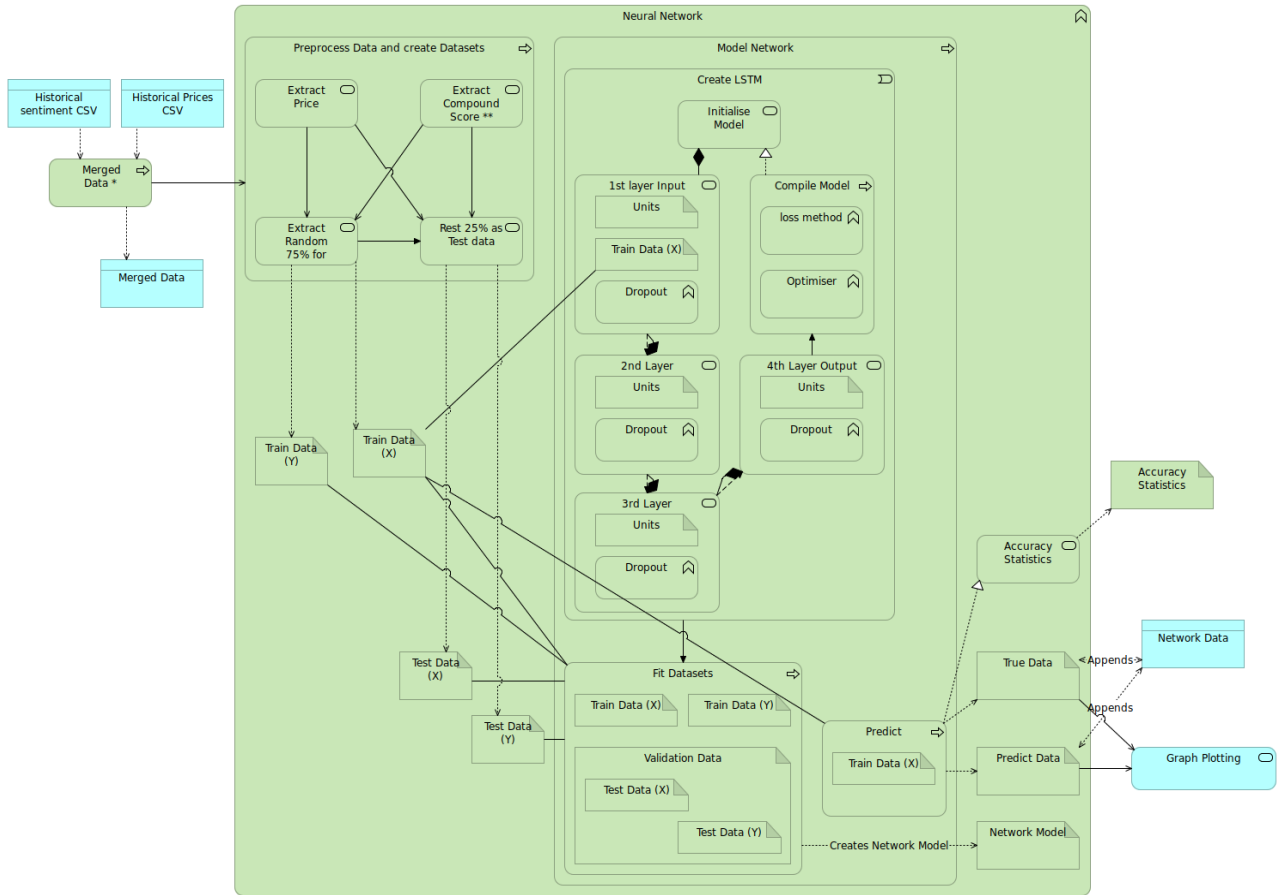 Neural Network
Preprocess Data and create Datasets
Model Network
Historical
sentiment CSV
Historical Prices
CSV
Extract
Price
Extract
Compound
Score **
Create LSTM
Initialise
Model
Merged
Data *
Merged Data
Extract
Random
75% for
Rest 25% as
Test data
1st layer Input
Units
Train Data (X)
Dropout
Compile Model
loss method
Optimiser
2nd Layer
Units
Dropout
4th Layer Output
Units
Dropout
3rd Layer
Units
Dropout
Train Data
(Y)
Train Data
(X)
Accuracy
Statistics
Accuracy
Statistics
Test Data
(X)
Test Data
(Y)
Fit Datasets
Train Data (X)
Train Data (Y)
Validation Data
Test Data (X)
Test Data (Y)
Predict
Train Data (X)
True Data
Appends
Network Data
Appends
Predict Data
Graph Plotting
Creates Network Model
Network Model